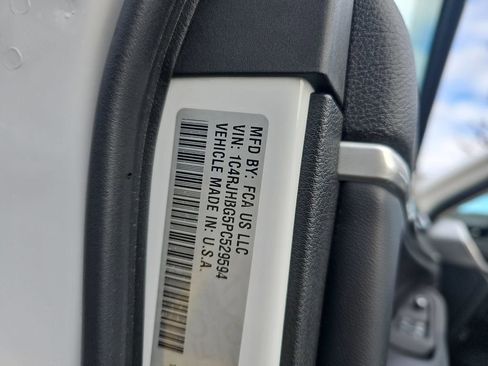 MFD BY: FCA US LLC
VIN: 1C4RJHBG5PC529594
VEHICLE MADE IN: U.S.A.